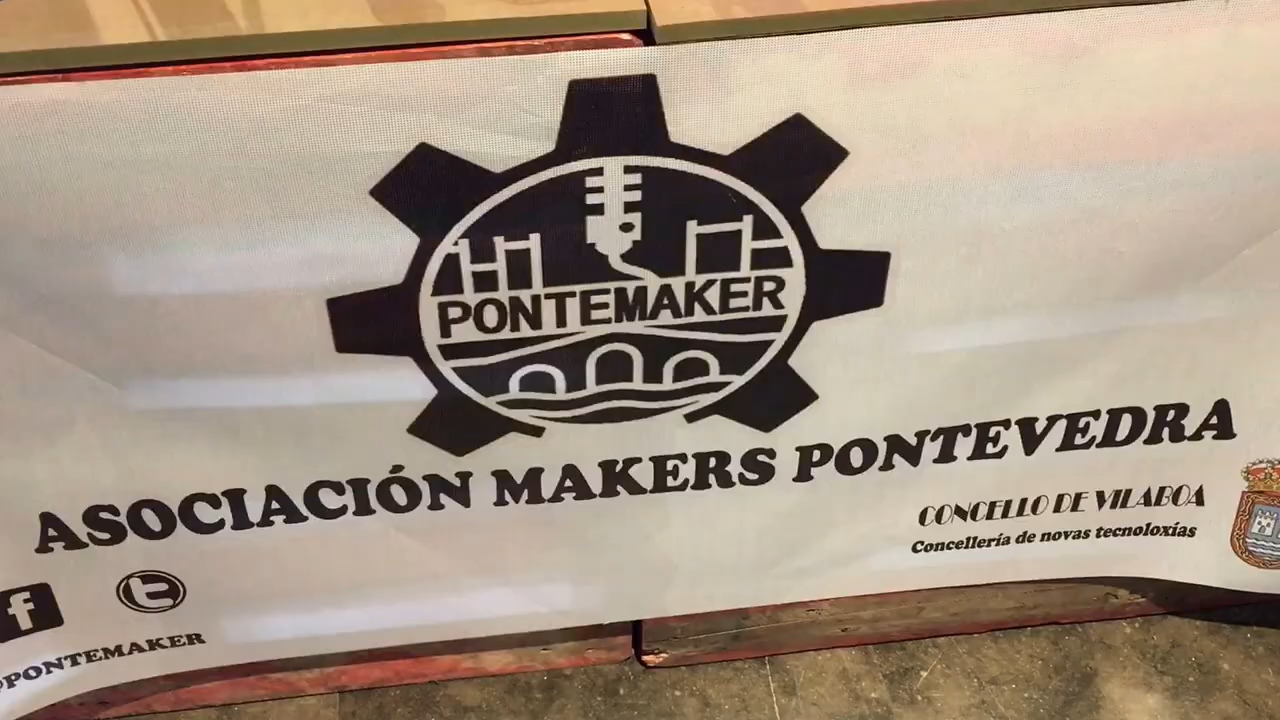 PONTEMAKER
ASOCIACIÓN MAKERS PONTEVEDRA
CONCELLO DE VILABOA
Concellería de novas tecnoloxías
@PONTEMAKER